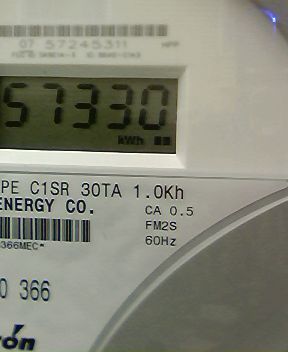 07 57245311
57330
kWh
PE C1SR 30TA 1.0Kh
ENERGY CO.
CA 0.5
FM2S
60Hz
366MEC*
0 366
rón